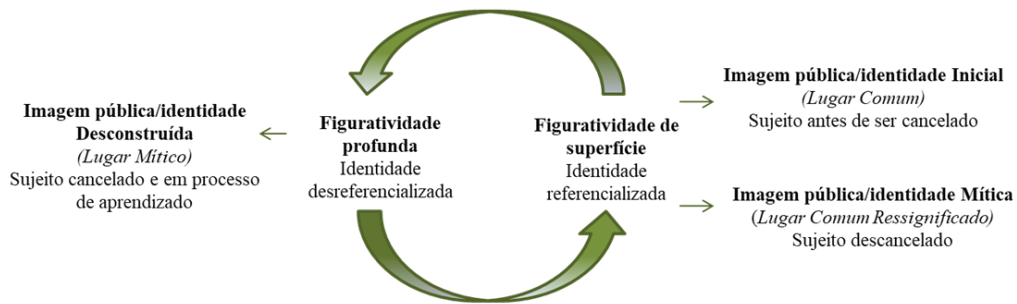 Imagem pública/identidade
Desconstruída
(Lugar Mítico)
Sujeito cancelado e em processo
de aprendizado
Figuratividade
profunda
Identidade
desreferencializada
Figuratividade de
superfície
Identidade
referencializada
Imagem pública/identidade Inicial
(Lugar Comum)
Sujeito antes de ser cancelado
Imagem pública/identidade Mítica
(Lugar Comum Ressignificado)
Sujeito descancelado